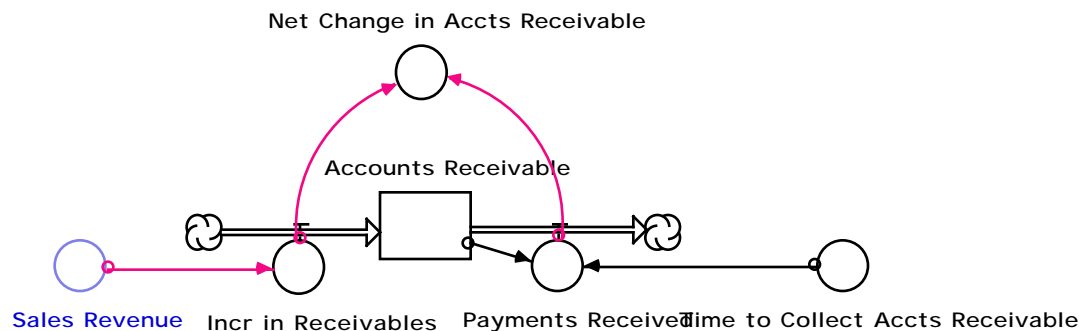 Net Change in Accts Receivable
Accounts Receivable
Sales Revenue
Incr in Receivables
Payments Received
Time to Collect Accts Receivable